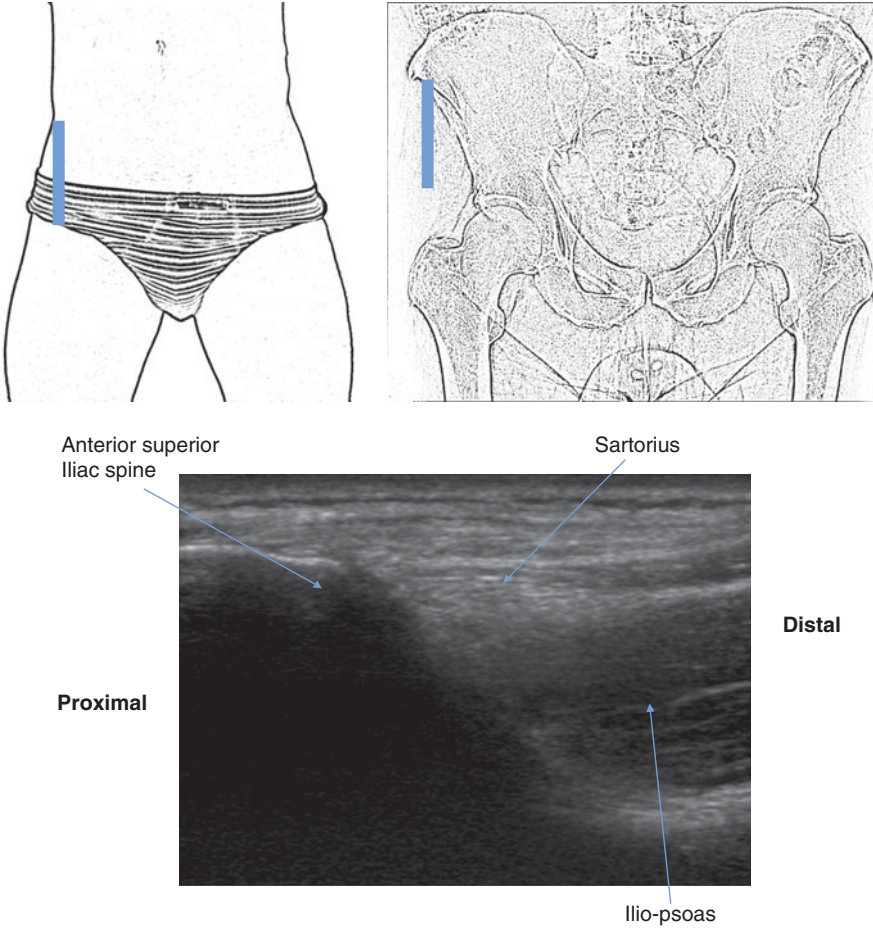 Anterior superior
Iliac spine
Sartorius
Distal
Proximal
Ilio-psoas